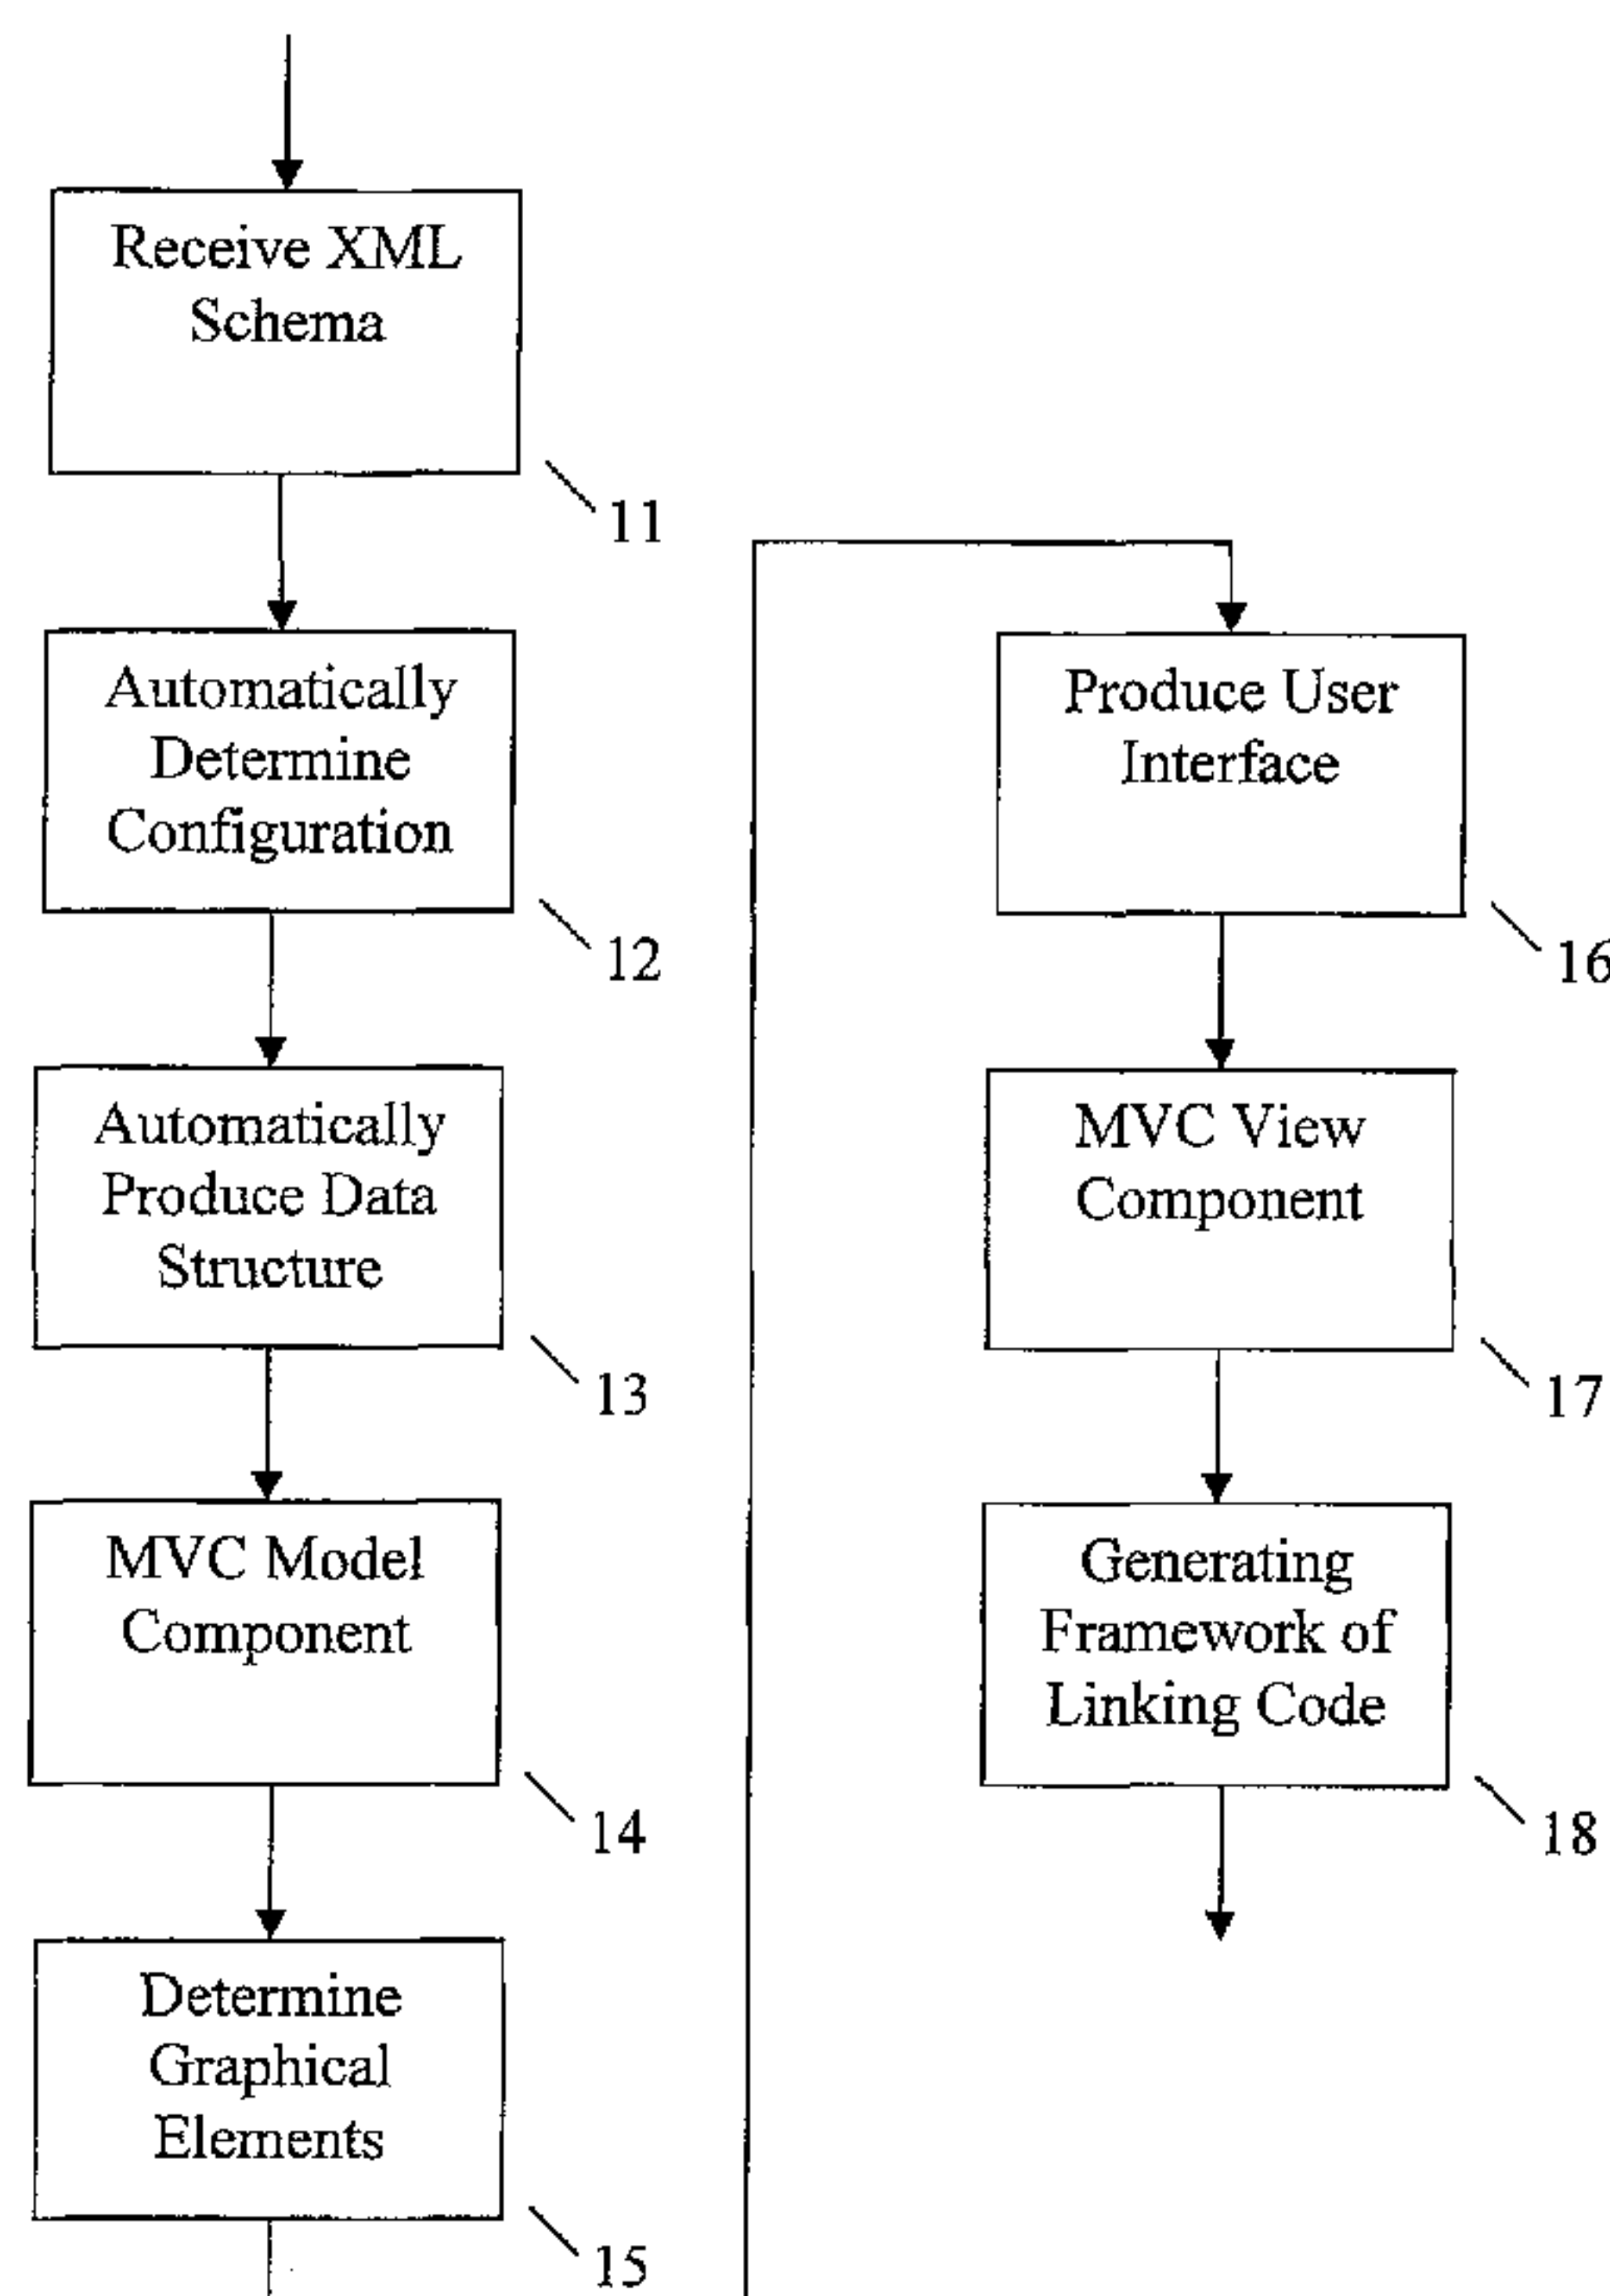 Receive XML
Schema
11
Automatically
Determine
Configuration
12
Automatically
Produce Data
Structure
13
MVC Model
Component
14
Determine
Graphical
Elements
15
Produce User
Interface
16
MVC View
Component
17
Generating
Framework of
Linking Code
18